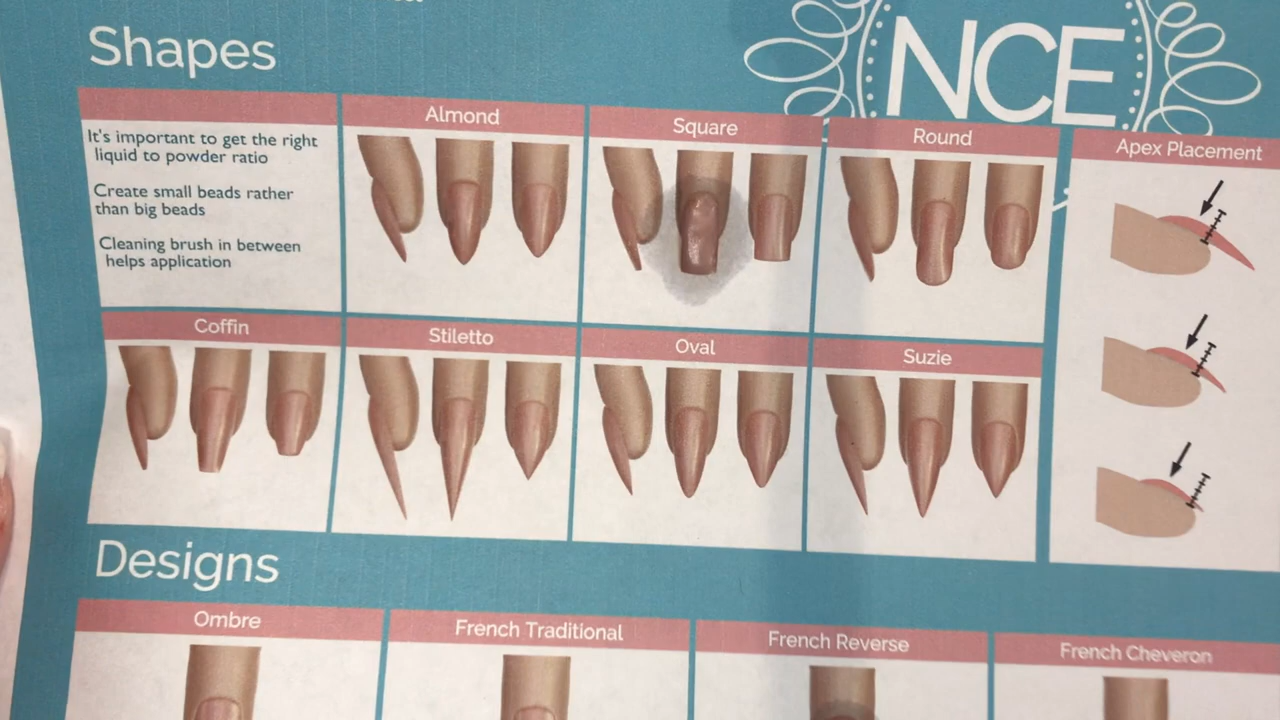 NCE
Shapes
It's important to get the right
liquid to powder ratio
Create small beads rather
than big beads
Cleaning brush in between
helps application
Almond
Square
Round
Apex Placement
Coffin
Stiletto
Oval
Suzie
Designs
Ombre
French Traditional
French Reverse
French Cheveron